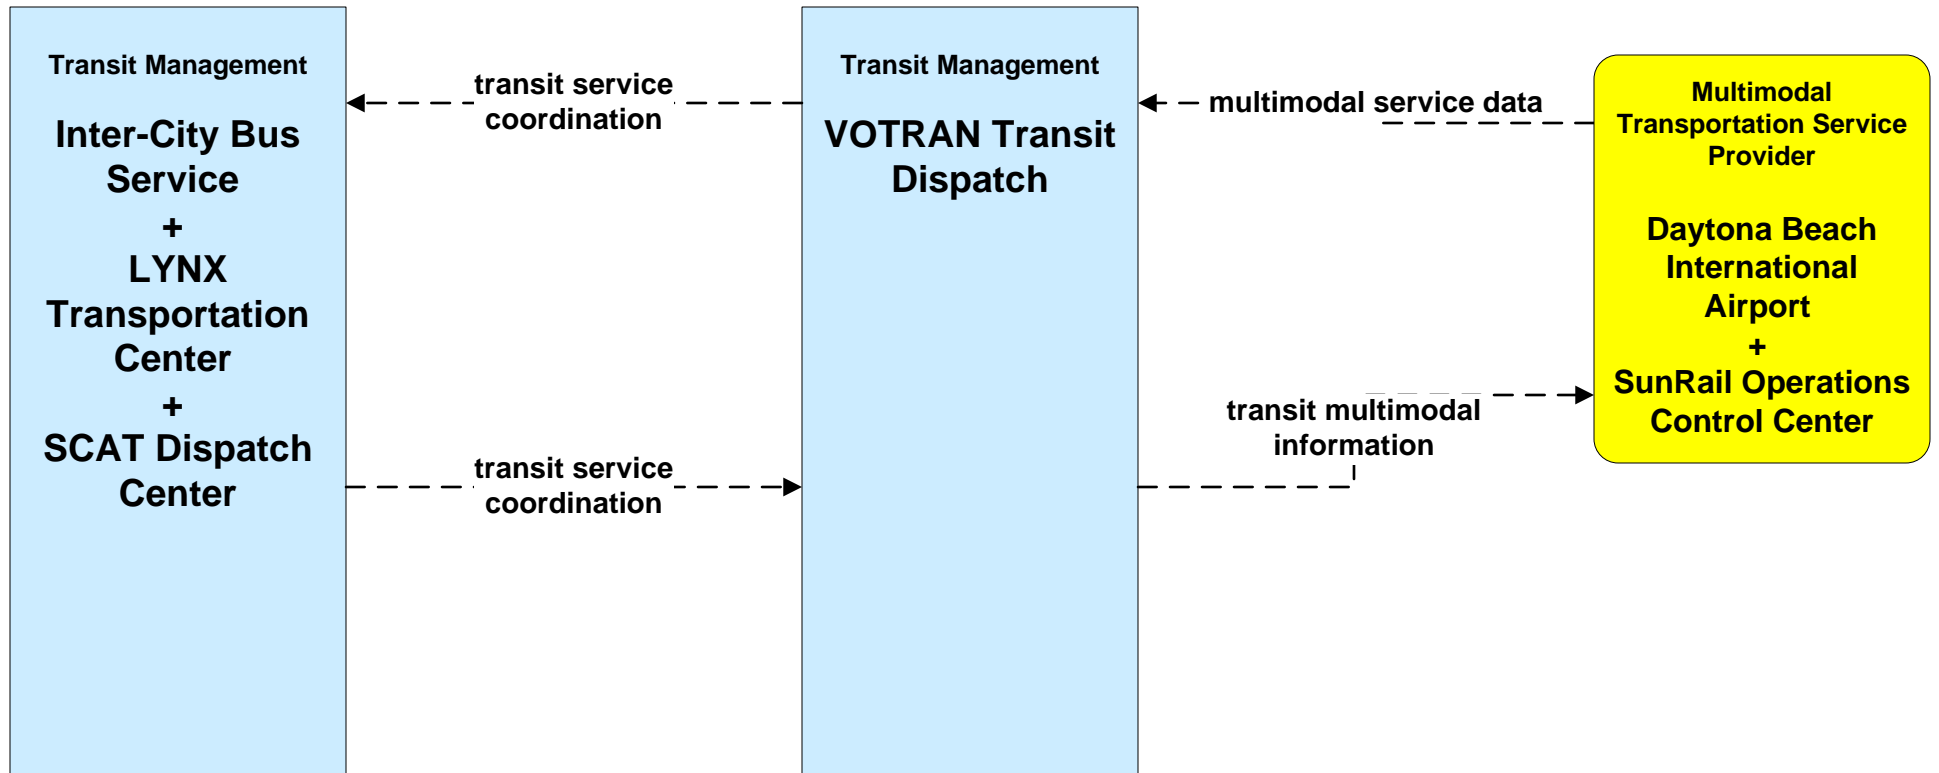 Transit Management
Inter-City Bus
Service
+
LYNX
Transportation
Center
+
SCAT Dispatch
Center
transit service
coordination
transit service
coordination
Transit Management
VOTRAN Transit
Dispatch
multimodal service data
transit multimodal
information
Multimodal
Transportation Service
Provider
Daytona Beach
International
Airport
+
SunRail Operations
Control Center